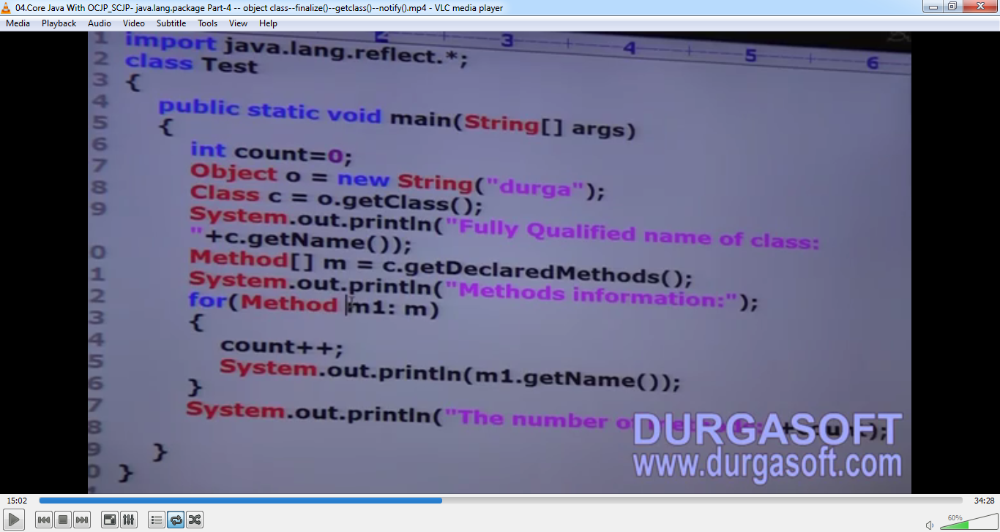 04.Core Java With OCJP_SCJP- java.lang.package Part-4 -- object class--finalize()--getclass()--notify().mp4 - VLC media player
Media Playback Audio Video Subtitle Tools View Help
2 3 4 5 6
1 import java.lang.reflect.*;
2 class Test
3 {
4 public static void main(String[] args)
5 {
6 int count=0;
7 Object o = new String("durga");
8 Class c = o.getClass();
9 System.out.println("Fully Qualified name of class:
"+c.getName());
0 Method[] m = c.getDeclaredMethods();
1 System.out.println("Methods information:");
2 for(Method m1: m)
3 {
4 count++;
5 System.out.println(m1.getName());
6 }
7 System.out.println("The number
8
9 }
0 }
DURGASOFT
www.durgasoft.com
15:02 34:28
60%